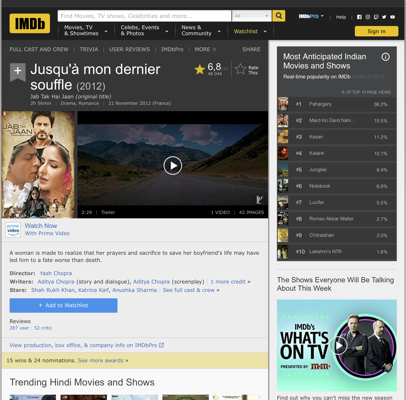 IMDb
Find Movies, TV shows, Celebrities and more...
All
Movies, TV
& Showtimes
Celebs, Events
& Photos
News &
Community
Watchlist
IMDbPro
Help
Sign in
FULL CAST AND CREW | TRIVIA | USER REVIEWS | IMDbPro | MORE
SHARE
Jusqu'à mon dernier
souffle (2012)
Jab Tak Hai Jaan (original title)
2h 56min | Drama, Romance | 21 November 2012 (France)
6,8
Rate
This
JAB TAK
HAI JAAN
2:29 | Trailer
1 VIDEO | 43 IMAGES
prime video
Watch Now
With Prime Video
A woman is made to realize that her prayers and sacrifice to save her boyfriend's life may have
led him to a fate worse than death.
Director: Yash Chopra
Writers: Aditya Chopra (story and dialogue), Aditya Chopra (screenplay) | 1 more credit »
Stars: Shah Rukh Khan, Katrina Kaif, Anushka Sharma | See full cast & crew »
+ Add to Watchlist
Reviews
287 user | 52 critic
View production, box office, & company info on IMDbPro
15 wins & 24 nominations. See more awards »
Trending Hindi Movies and Shows
Most Anticipated Indian
Movies and Shows
Real-time popularity on IMDb
% OF TOP 10 PAGE VIEWS
#1 Paharganj 36.2%
#2 Mard Ko Dard Nahi... 15.5%
#3 Kesari 11.2%
#4 Kalank 10.1%
#5 Junglee 8.4%
#6 Notebook 6.8%
#7 Lucifer 5.5%
#8 Romeo Akbar Walter 2.7%
#9 Chitralahari 2.0%
#10 Lakshmi's NTR 1.8%
The Shows Everyone Will Be Talking
About This Week
IMDb's
WHAT'S
ON TV
PRESENTED BY m&m's
Find out why you can't miss the new season